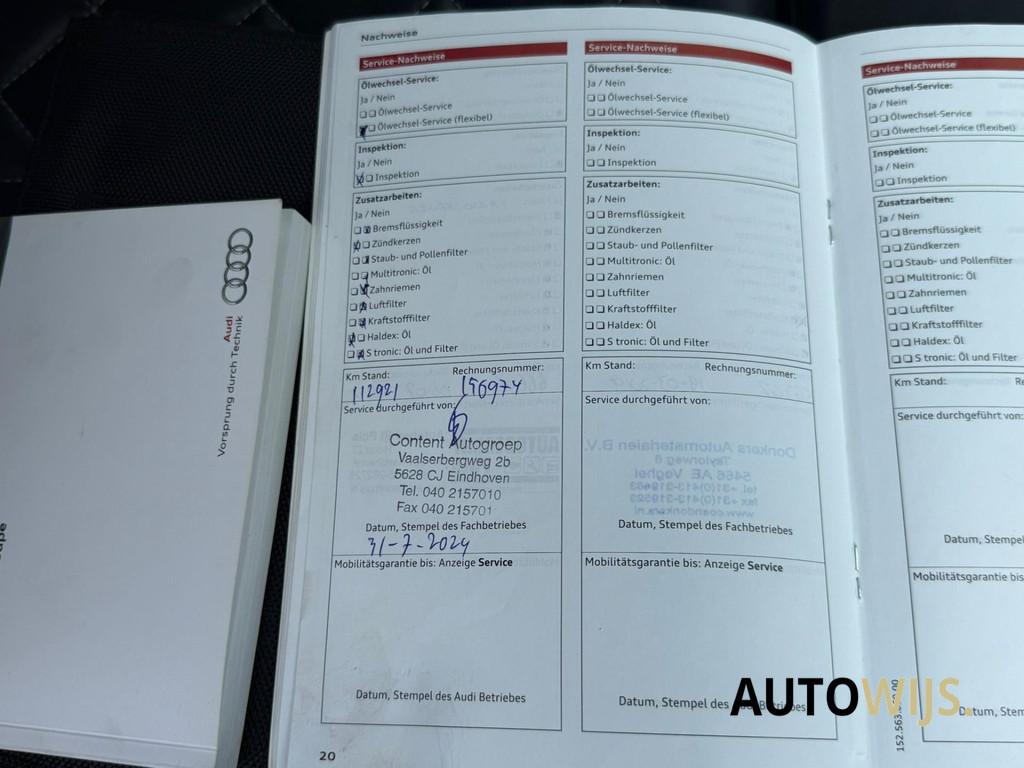 Nachweise
Service-Nachweise
Ölwechsel-Service:
Ja / Nein
Ölwechsel-Service
Ölwechsel-Service (flexibel)
Inspektion:
Ja / Nein
Inspektion
Zusatzarbeiten:
Ja / Nein
Bremsflüssigkeit
Zündkerzen
Staub- und Pollenfilter
Multitronic: Öl
Zahnriemen
Luftfilter
Kraftstofffilter
Haldex: Öl
S tronic: Öl und Filter
Km Stand: Rechnungsnummer:
112921 156974
Service durchgeführt von:
Content Autogroep
Vaalserbergweg 2b
5628 CJ Eindhoven
Tel. 040 2157010
Fax 040 215701
Datum, Stempel des Fachbetriebes
31-7-2024
Mobilitätsgarantie bis: Anzeige Service
Datum, Stempel des Audi Betriebes
20
Service-Nachweise
Ölwechsel-Service:
Ja / Nein
Ölwechsel-Service
Ölwechsel-Service (flexibel)
Inspektion:
Ja / Nein
Inspektion
Zusatzarbeiten:
Ja / Nein
Bremsflüssigkeit
Zündkerzen
Staub- und Pollenfilter
Multitronic: Öl
Zahnriemen
Luftfilter
Kraftstofffilter
Haldex: Öl
S tronic: Öl und Filter
Km Stand: Rechnungsnummer:
Service durchgeführt von:
Datum, Stempel des Fachbetriebes
Mobilitätsgarantie bis: Anzeige Service
Datum, Stempel des Audi Betriebes
Service-Nachweise
Ölwechsel-Service:
Ja / Nein
Ölwechsel-Service
Ölwechsel-Service (flexibel)
Inspektion:
Ja / Nein
Inspektion
Zusatzarbeiten:
Ja / Nein
Bremsflüssigkeit
Zündkerzen
Staub- und Pollenfilter
Multitronic: Öl
Zahnriemen
Luftfilter
Kraftstofffilter
Haldex: Öl
S tronic: Öl und Filter
Km Stand:
Service durchgeführt von:
Datum, Stempel
Mobilitätsgarantie bis
Datum, Stem
Audi
Vorsprung durch Technik
AUTOWIJS.